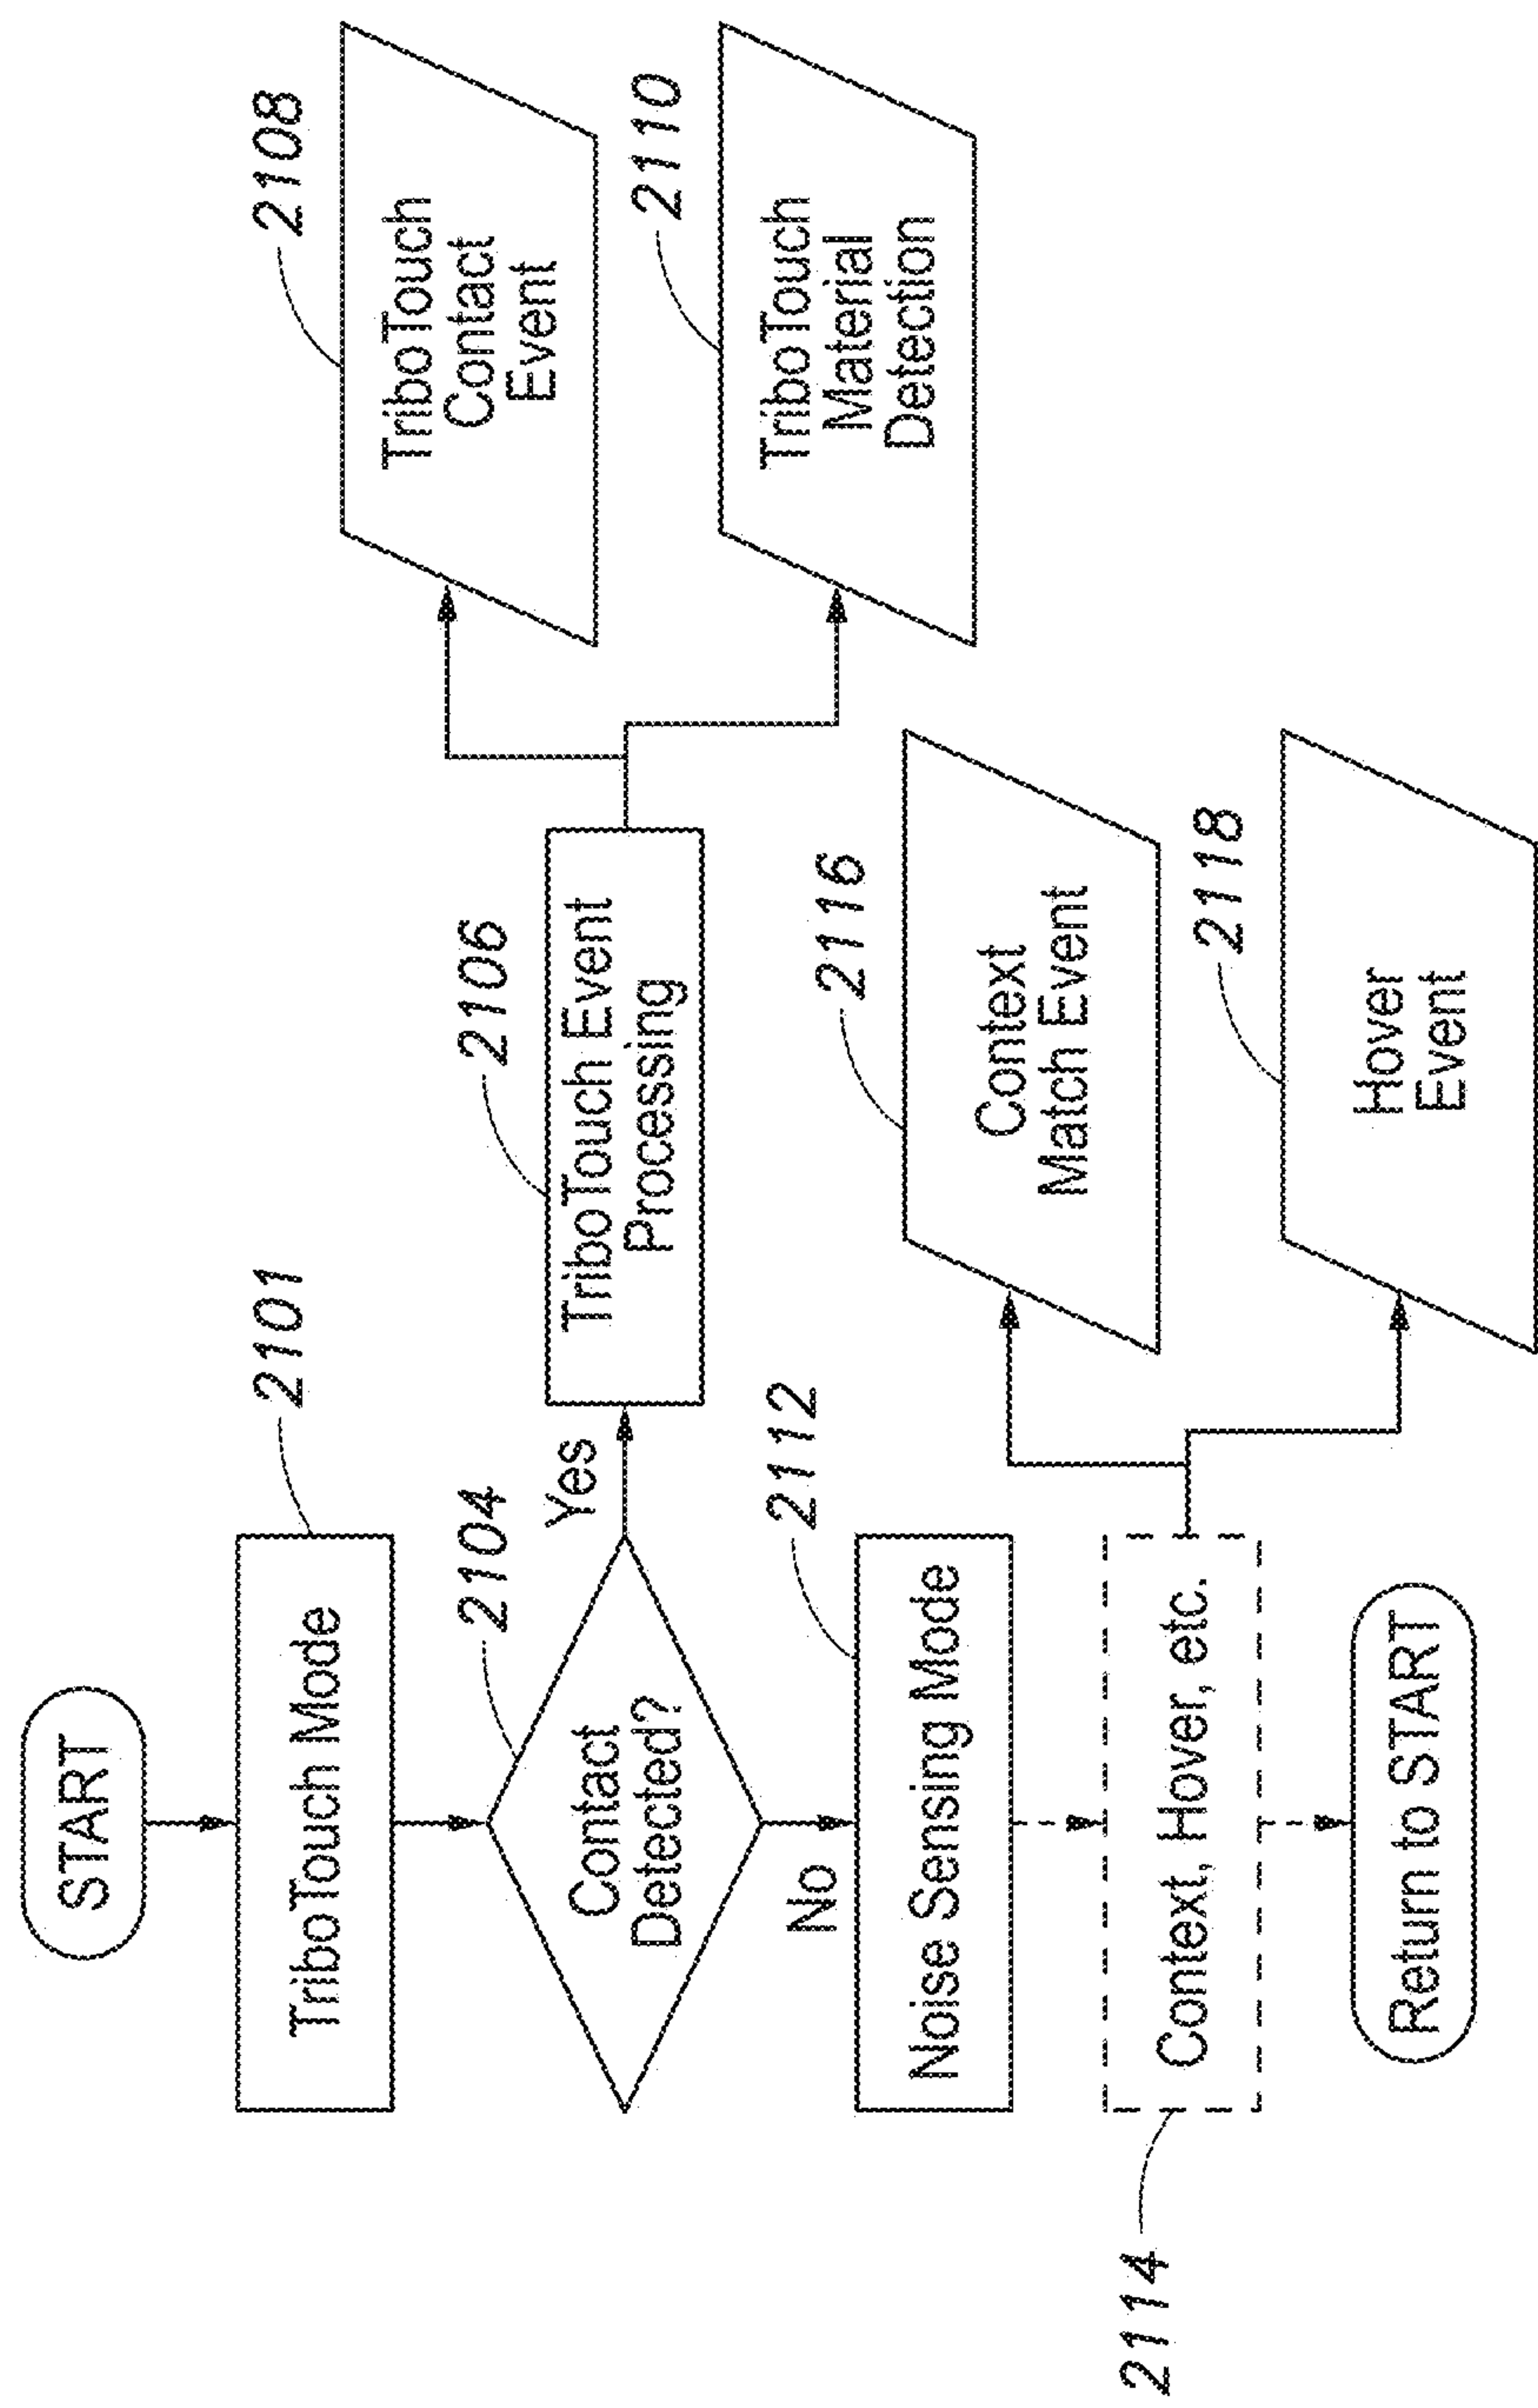 START
2101
TriboTouch Mode
2104
Contact
Detected?
Yes
2106
TriboTouch Event
Processing
2108
TriboTouch
Contact
Event
2110
TriboTouch
Material
Detection
No
2112
Noise Sensing Mode
2114
Context, Hover, etc.
2116
Context
Match Event
2118
Hover
Event
Return to START